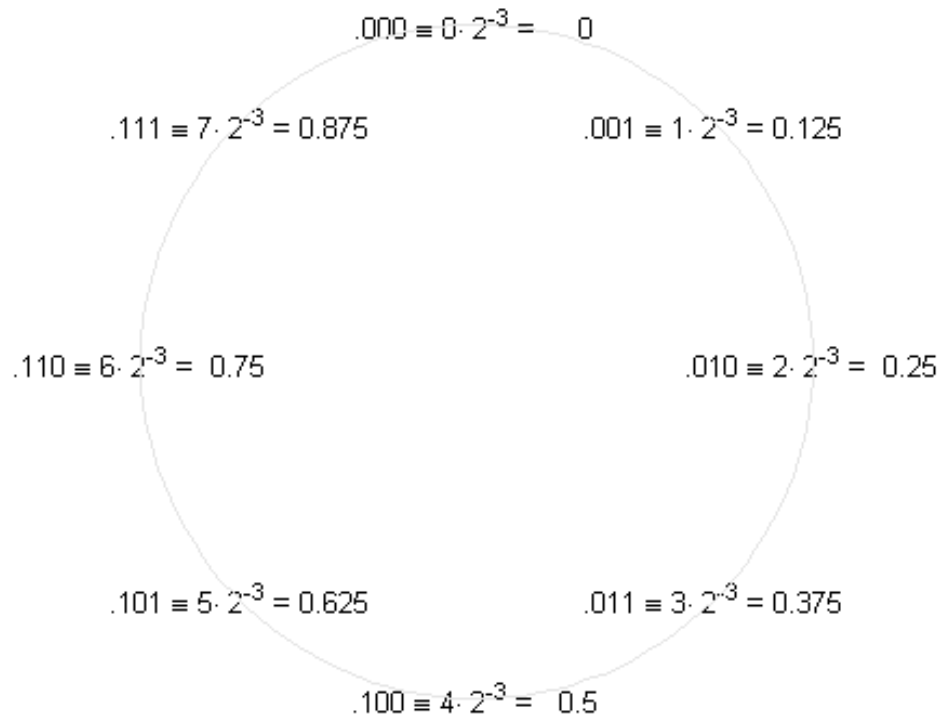 .000 ≡ 0· 2⁻³ = 0
.111 ≡ 7· 2⁻³ = 0.875
.001 ≡ 1· 2⁻³ = 0.125
.110 ≡ 6· 2⁻³ = 0.75
.010 ≡ 2· 2⁻³ = 0.25
.101 ≡ 5· 2⁻³ = 0.625
.011 ≡ 3· 2⁻³ = 0.375
.100 ≡ 4· 2⁻³ = 0.5